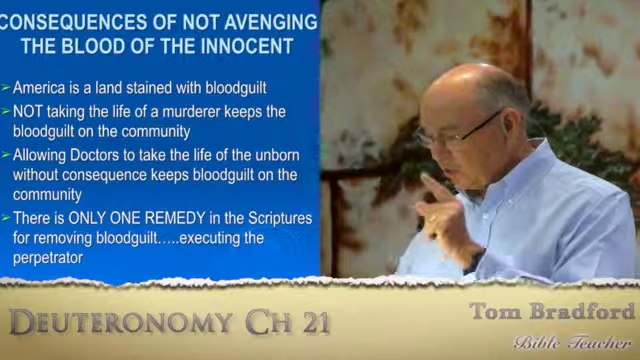 CONSEQUENCES OF NOT AVENGING
THE BLOOD OF THE INNOCENT
➢America is a land stained with bloodguilt
➢NOT taking the life of a murderer keeps the
bloodguilt on the community
➢Allowing Doctors to take the life of the unborn
without consequence keeps bloodguilt on the
community
➢There is ONLY ONE REMEDY in the Scriptures
for removing bloodguilt.....executing the
perpetrator
DEUTERONOMY CH 21
Tom Bradford
Bible Teacher